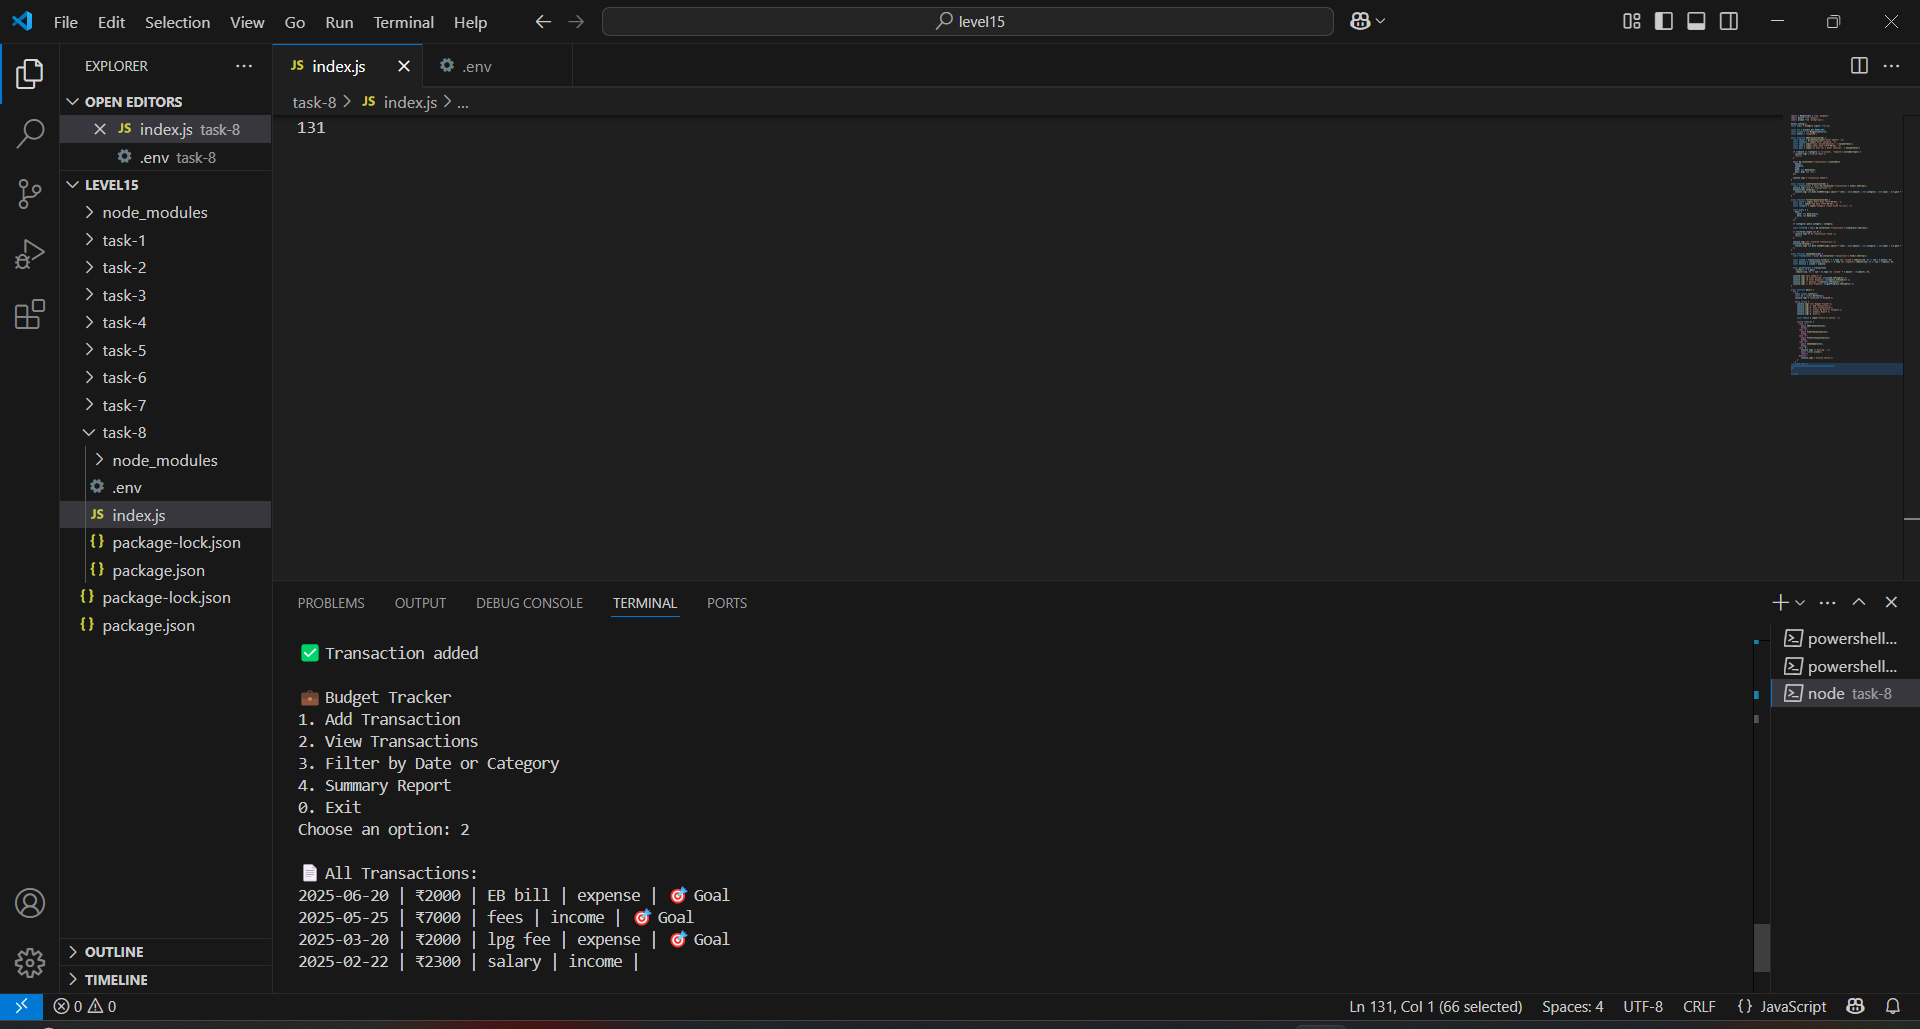 File Edit Selection View Go Run Terminal Help
level15
EXPLORER
index.js
.env
OPEN EDITORS
task-8 > JS index.js > ...
JS index.js task-8
131
.env task-8
LEVEL15
node_modules
task-1
task-2
task-3
task-4
task-5
task-6
task-7
task-8
node_modules
.env
JS index.js
{} package-lock.json
{} package.json
{} package-lock.json
{} package.json
OUTLINE
TIMELINE
PROBLEMS OUTPUT DEBUG CONSOLE TERMINAL PORTS
✅ Transaction added
💼 Budget Tracker
1. Add Transaction
2. View Transactions
3. Filter by Date or Category
4. Summary Report
0. Exit
Choose an option: 2
📄 All Transactions:
2025-06-20 | ₹2000 | EB bill | expense | 🎯 Goal
2025-05-25 | ₹7000 | fees | income | 🎯 Goal
2025-03-20 | ₹2000 | lpg fee | expense | 🎯 Goal
2025-02-22 | ₹2300 | salary | income |
powershell...
powershell...
node task-8
0 0
Ln 131, Col 1 (66 selected) Spaces: 4 UTF-8 CRLF {} JavaScript